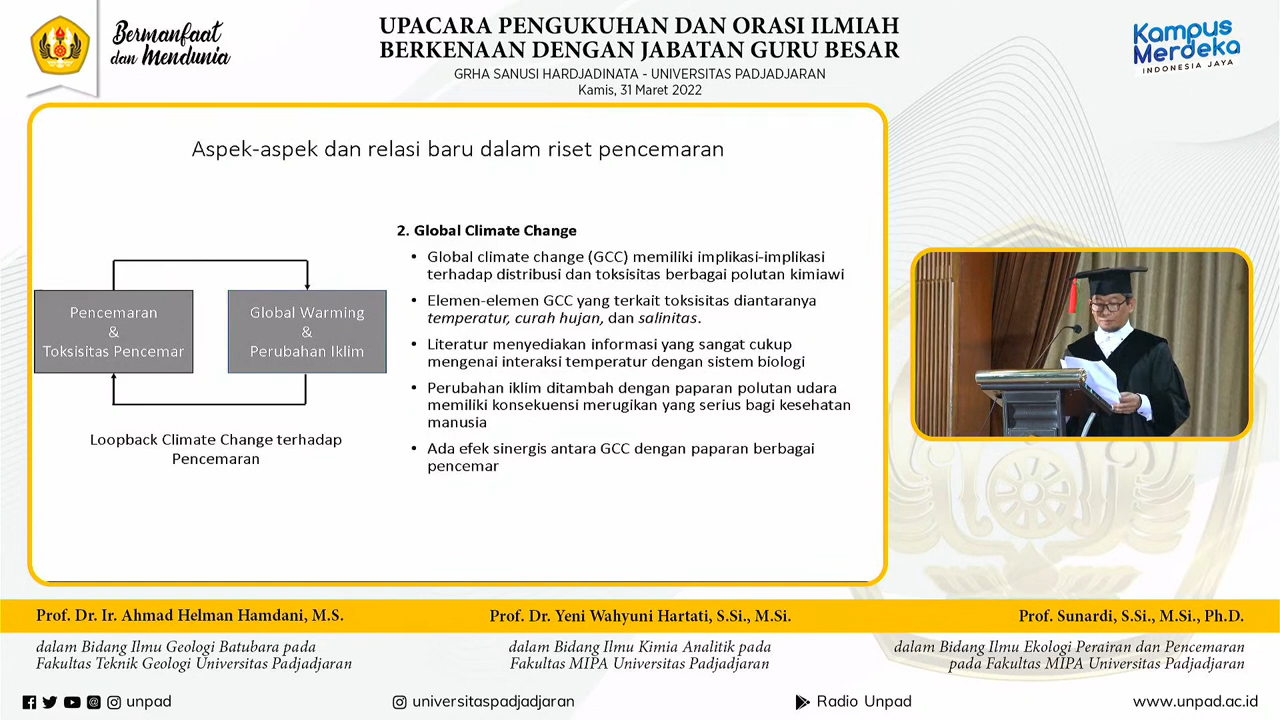 Bermanfaat
dan Mendunia
UPACARA PENGUKUHAN DAN ORASI ILMIAH
BERKENAAN DENGAN JABATAN GURU BESAR
GRHA SANUSI HARDJADINATA - UNIVERSITAS PADJADJARAN
Kamis, 31 Maret 2022
Kampus
Merdeka
INDONESIA JAYA
Aspek-aspek dan relasi baru dalam riset pencemaran
Pencemaran
&
Toksisitas Pencemar
Global Warming
&
Perubahan Iklim
Loopback Climate Change terhadap
Pencemaran
2. Global Climate Change
• Global climate change (GCC) memiliki implikasi-implikasi
terhadap distribusi dan toksisitas berbagai polutan kimiawi
• Elemen-elemen GCC yang terkait toksisitas diantaranya
temperatur, curah hujan, dan salinitas.
• Literatur menyediakan informasi yang sangat cukup
mengenai interaksi temperatur dengan sistem biologi
• Perubahan iklim ditambah dengan paparan polutan udara
memiliki konsekuensi merugikan yang serius bagi kesehatan
manusia
• Ada efek sinergis antara GCC dengan paparan berbagai
pencemar
Prof. Dr. Ir. Ahmad Helman Hamdani, M.S.
dalam Bidang Ilmu Geologi Batubara pada
Fakultas Teknik Geologi Universitas Padjadjaran
Prof. Dr. Yeni Wahyuni Hartati, S.Si., M.Si.
dalam Bidang Ilmu Kimia Analitik pada
Fakultas MIPA Universitas Padjadjaran
Prof. Sunardi, S.Si., M.Si., Ph.D.
dalam Bidang Ilmu Ekologi Perairan dan Pencemaran
pada Fakultas MIPA Universitas Padjadjaran
unpad
universitaspadjadjaran
Radio Unpad
www.unpad.ac.id